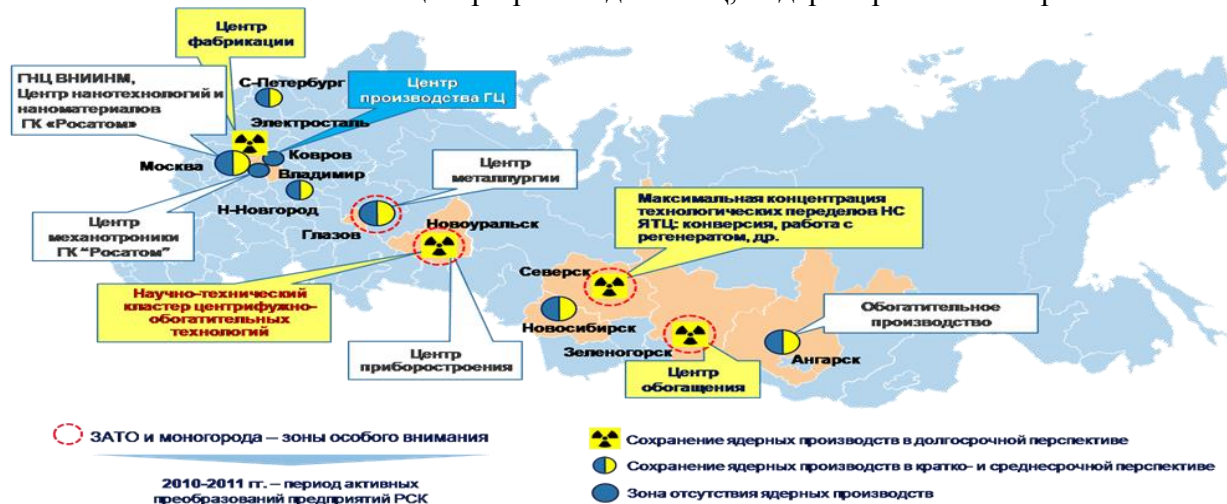 Центр
фабрикации
ГНЦ ВНИИНМ,
Центр нанотехнологий и
наноматериалов
ГК «Росатом»
С-Петербург
Центр
производства ГЦ
Электросталь
Ковров
Москва
Владимир
Н-Новгород
Центр
механотроники
ГК "Росатом"
Центр
металлургии
Глазов
Новоуральск
Максимальная концентрация
технологических переделов НС
ЯТЦ: конверсия, работа с
регенератом, др.
Северск
Научно-технический
кластер центрифужно-
обогатительных
технологий
Центр
приборостроения
Новосибирск
Зеленогорск
Центр
обогащения
Обогатительное
производство
Ангарск
ЗАТО и моногорода – зоны особого внимания
2010-2011 гг. – период активных
преобразований предприятий РСК
Сохранение ядерных производств в долгосрочной перспективе
Сохранение ядерных производств в кратко- и среднесрочной перспективе
Зона отсутствия ядерных производств